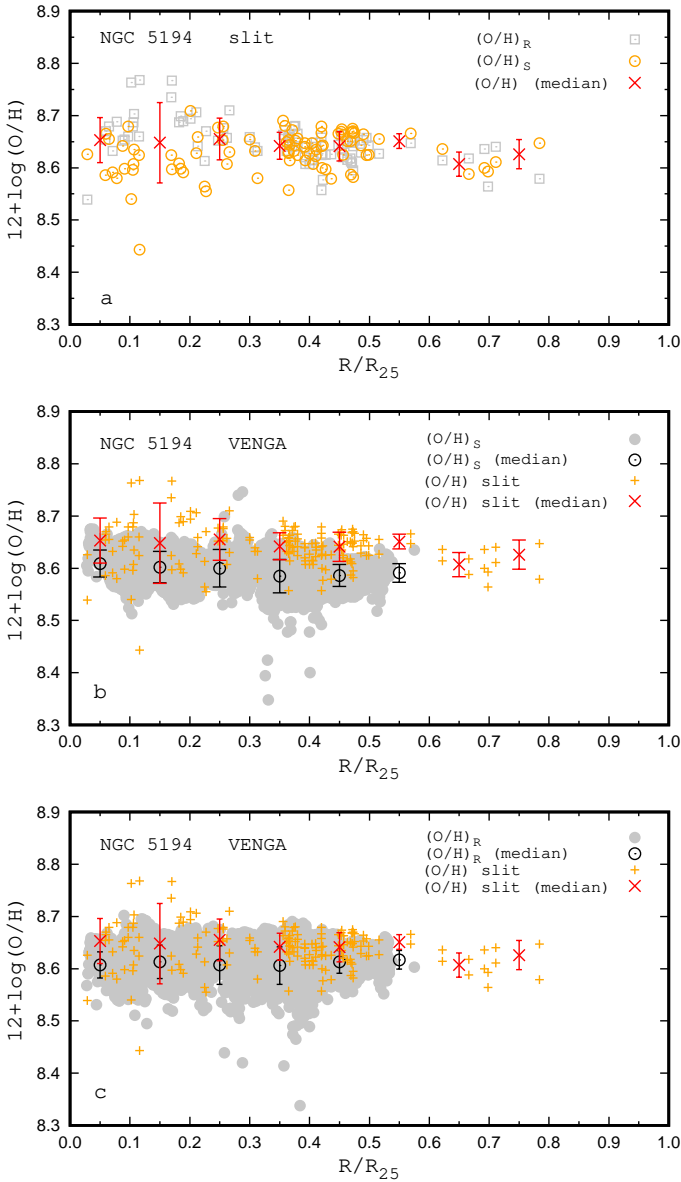 NGC 5194 slit
(O/H)R
(O/H)S
(O/H) (median)
12+log(O/H)
8.9
8.8
8.7
8.6
8.5
8.4
8.3
a
0.0 0.1 0.2 0.3 0.4 0.5 0.6 0.7 0.8 0.9 1.0
R/R25
NGC 5194 VENGA
(O/H)S
(O/H)S (median)
(O/H) slit
(O/H) slit (median)
12+log(O/H)
8.9
8.8
8.7
8.6
8.5
8.4
8.3
b
0.0 0.1 0.2 0.3 0.4 0.5 0.6 0.7 0.8 0.9 1.0
R/R25
NGC 5194 VENGA
(O/H)R
(O/H)R (median)
(O/H) slit
(O/H) slit (median)
12+log(O/H)
8.9
8.8
8.7
8.6
8.5
8.4
8.3
c
0.0 0.1 0.2 0.3 0.4 0.5 0.6 0.7 0.8 0.9 1.0
R/R25